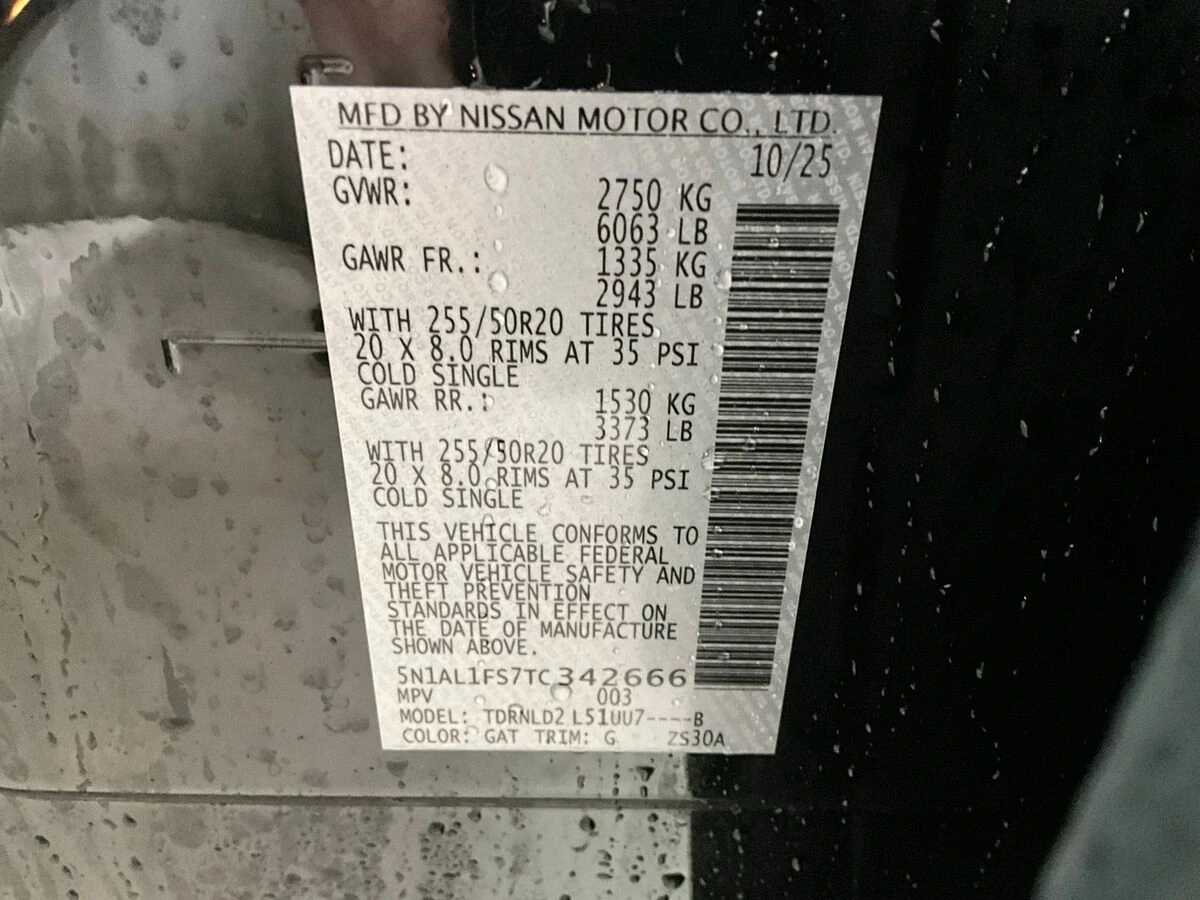 MFD BY NISSAN MOTOR CO., LTD.
DATE: 10/25
GVWR: 2750 KG
6063 LB
GAWR FR.: 1335 KG
2943 LB
WITH 255/50R20 TIRES
20 X 8.0 RIMS AT 35 PSI
COLD SINGLE
GAWR RR.: 1530 KG
3373 LB
WITH 255/50R20 TIRES
20 X 8.0 RIMS AT 35 PSI
COLD SINGLE
THIS VEHICLE CONFORMS TO
ALL APPLICABLE FEDERAL
MOTOR VEHICLE SAFETY AND
THEFT PREVENTION
STANDARDS IN EFFECT ON
THE DATE OF MANUFACTURE
SHOWN ABOVE.
5N1AL1FS7TC342666
MPV 003
MODEL: TDRNLD2 L51UU7----B
COLOR: GAT TRIM: G ZS30A